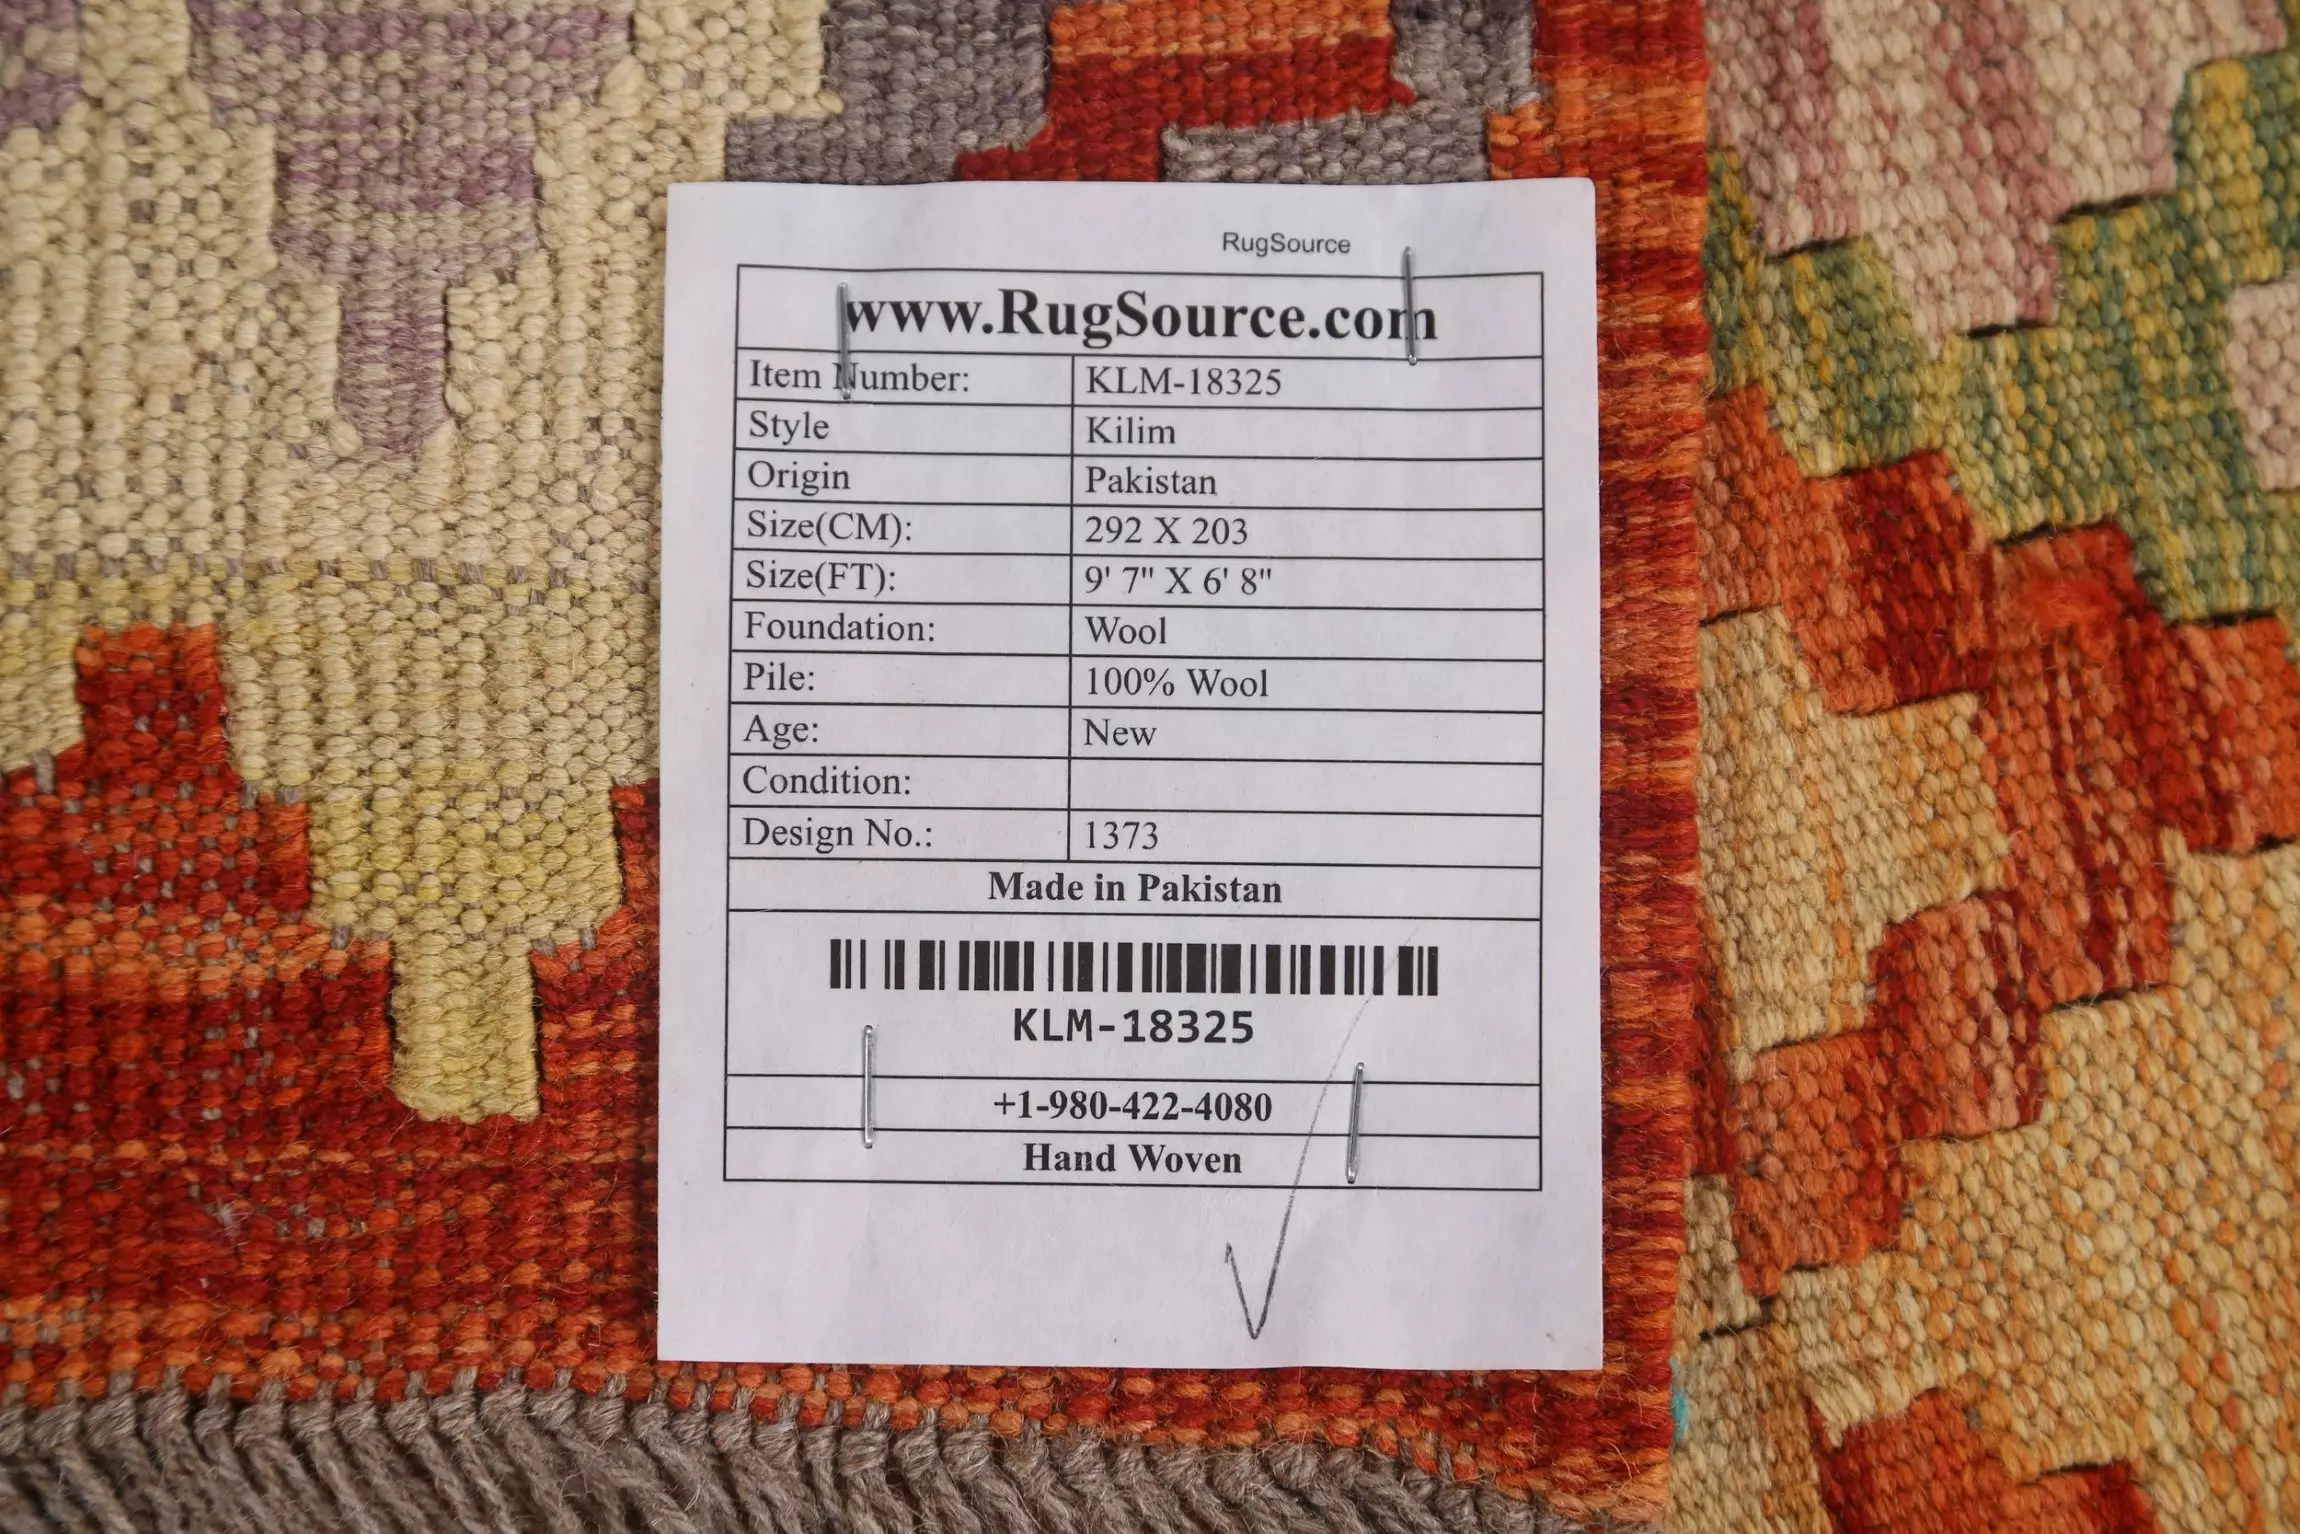 RugSource
www.RugSource.com
Item Number: KLM-18325
Style Kilim
Origin Pakistan
Size(CM): 292 X 203
Size(FT): 9' 7" X 6' 8"
Foundation: Wool
Pile: 100% Wool
Age: New
Condition:
Design No.: 1373
Made in Pakistan
KLM-18325
+1-980-422-4080
Hand Woven